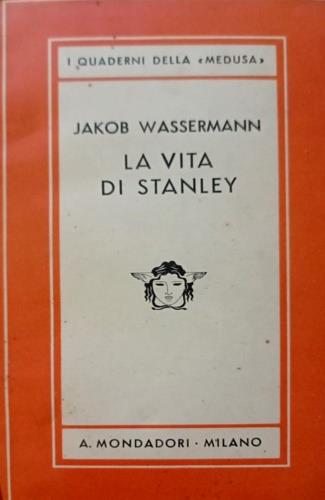 I QUADERNI DELLA «MEDUSA»
JAKOB WASSERMANN
LA VITA
DI STANLEY
A. MONDADORI · MILANO